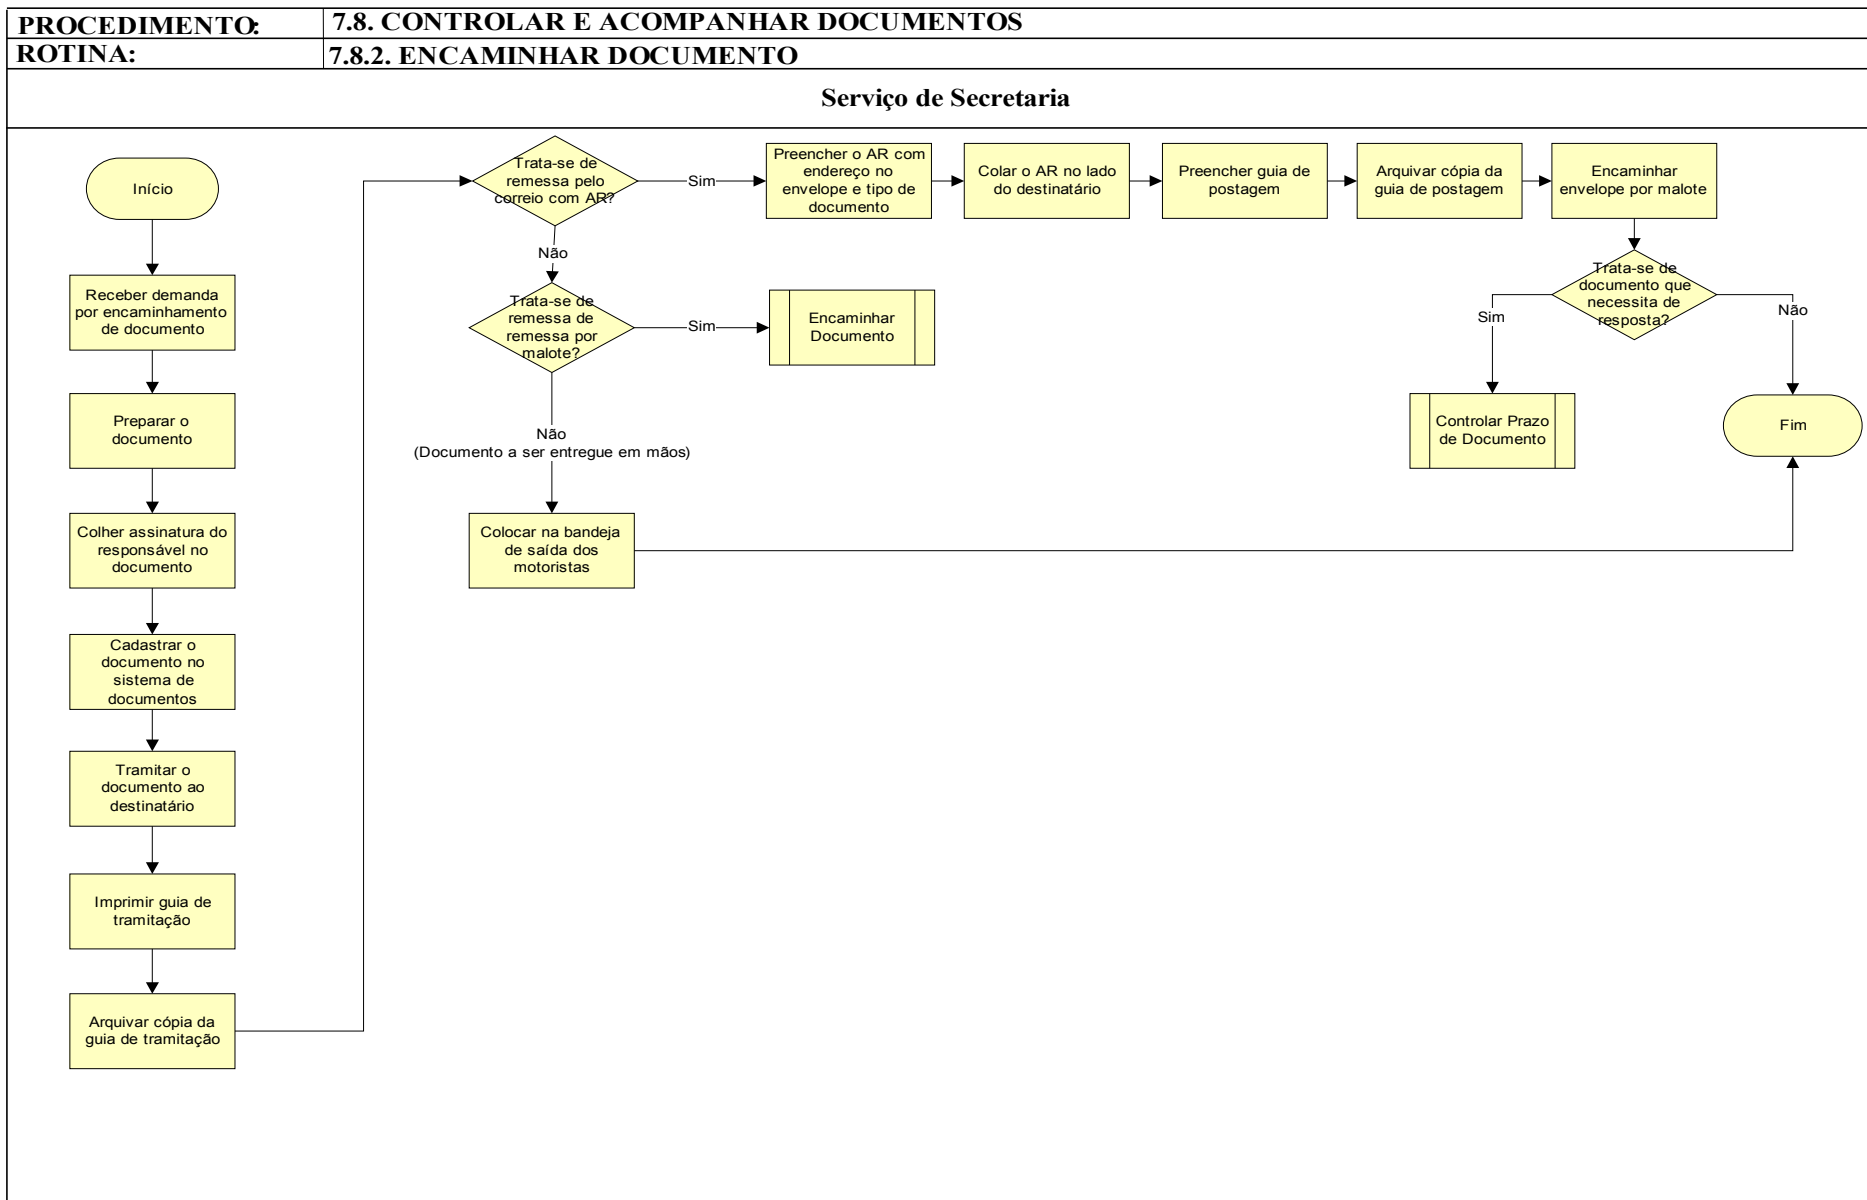 PROCEDIMENTO:
7.8. CONTROLAR E ACOMPANHAR DOCUMENTOS
ROTINA:
7.8.2. ENCAMINHAR DOCUMENTO
Serviço de Secretaria
Início
Receber demanda
por encaminhamento
de documento
Preparar o
documento
Colher assinatura do
responsável no
documento
Cadastrar o
documento no
sistema de
documentos
Tramitar o
documento ao
destinatário
Imprimir guia de
tramitação
Arquivar cópia da
guia de tramitação
Trata-se de
remessa pelo
correio com AR?
Sim
Preencher o AR com
endereço no
envelope e tipo de
documento
Colar o AR no lado
do destinatário
Preencher guia de
postagem
Arquivar cópia da
guia de postagem
Encaminhar
envelope por malote
Não
Trata-se de
remessa de
remessa por
malote?
Sim
Encaminhar
Documento
Trata-se de
documento que
necessita de
resposta?
Sim
Não
Controlar Prazo
de Documento
Fim
Não
(Documento a ser entregue em mãos)
Colocar na bandeja
de saída dos
motoristas